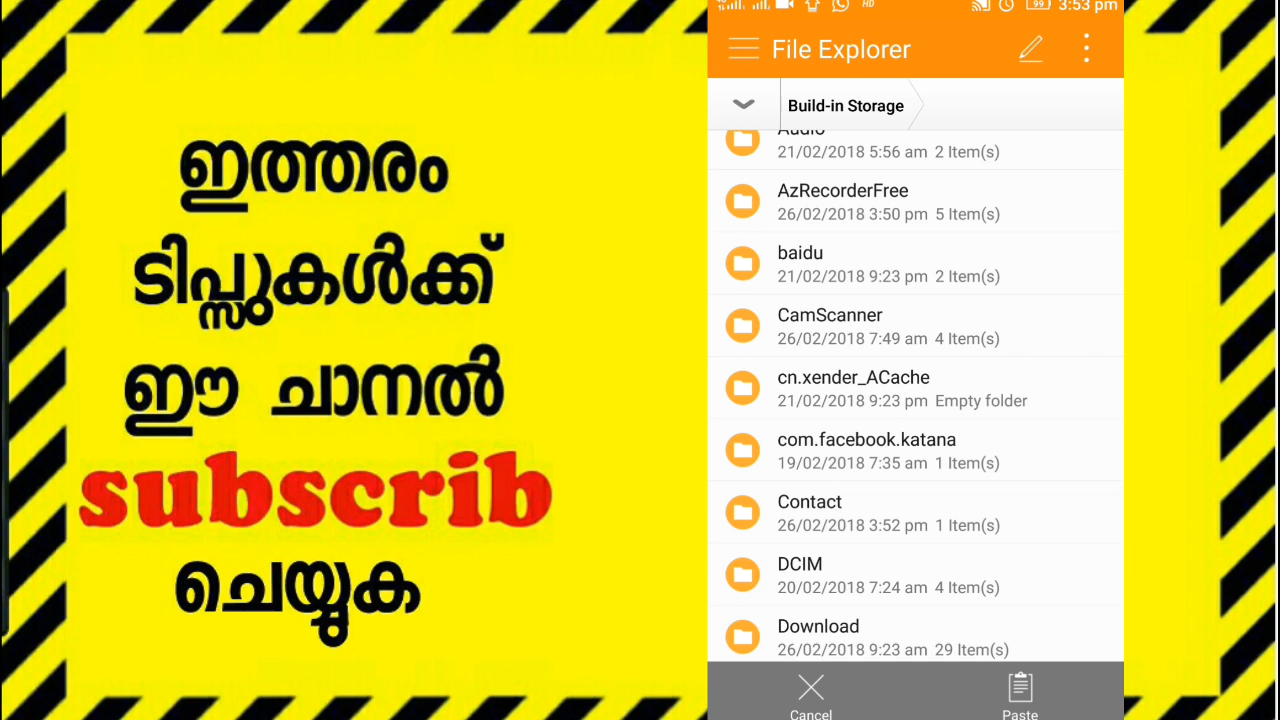 ഇത്തരം
ടിപ്സുകൾക്ക്
ഈ ചാനൽ
subscrib
ചെയ്യുക
HD 99 3:53 pm
File Explorer
Build-in Storage
Audio
21/02/2018 5:56 am 2 Item(s)
AzRecorderFree
26/02/2018 3:50 pm 5 Item(s)
baidu
21/02/2018 9:23 pm 2 Item(s)
CamScanner
26/02/2018 7:49 am 4 Item(s)
cn.xender_ACache
21/02/2018 9:23 pm Empty folder
com.facebook.katana
19/02/2018 7:35 am 1 Item(s)
Contact
26/02/2018 3:52 pm 1 Item(s)
DCIM
20/02/2018 7:24 am 4 Item(s)
Download
26/02/2018 9:23 am 29 Item(s)
Cancel Paste